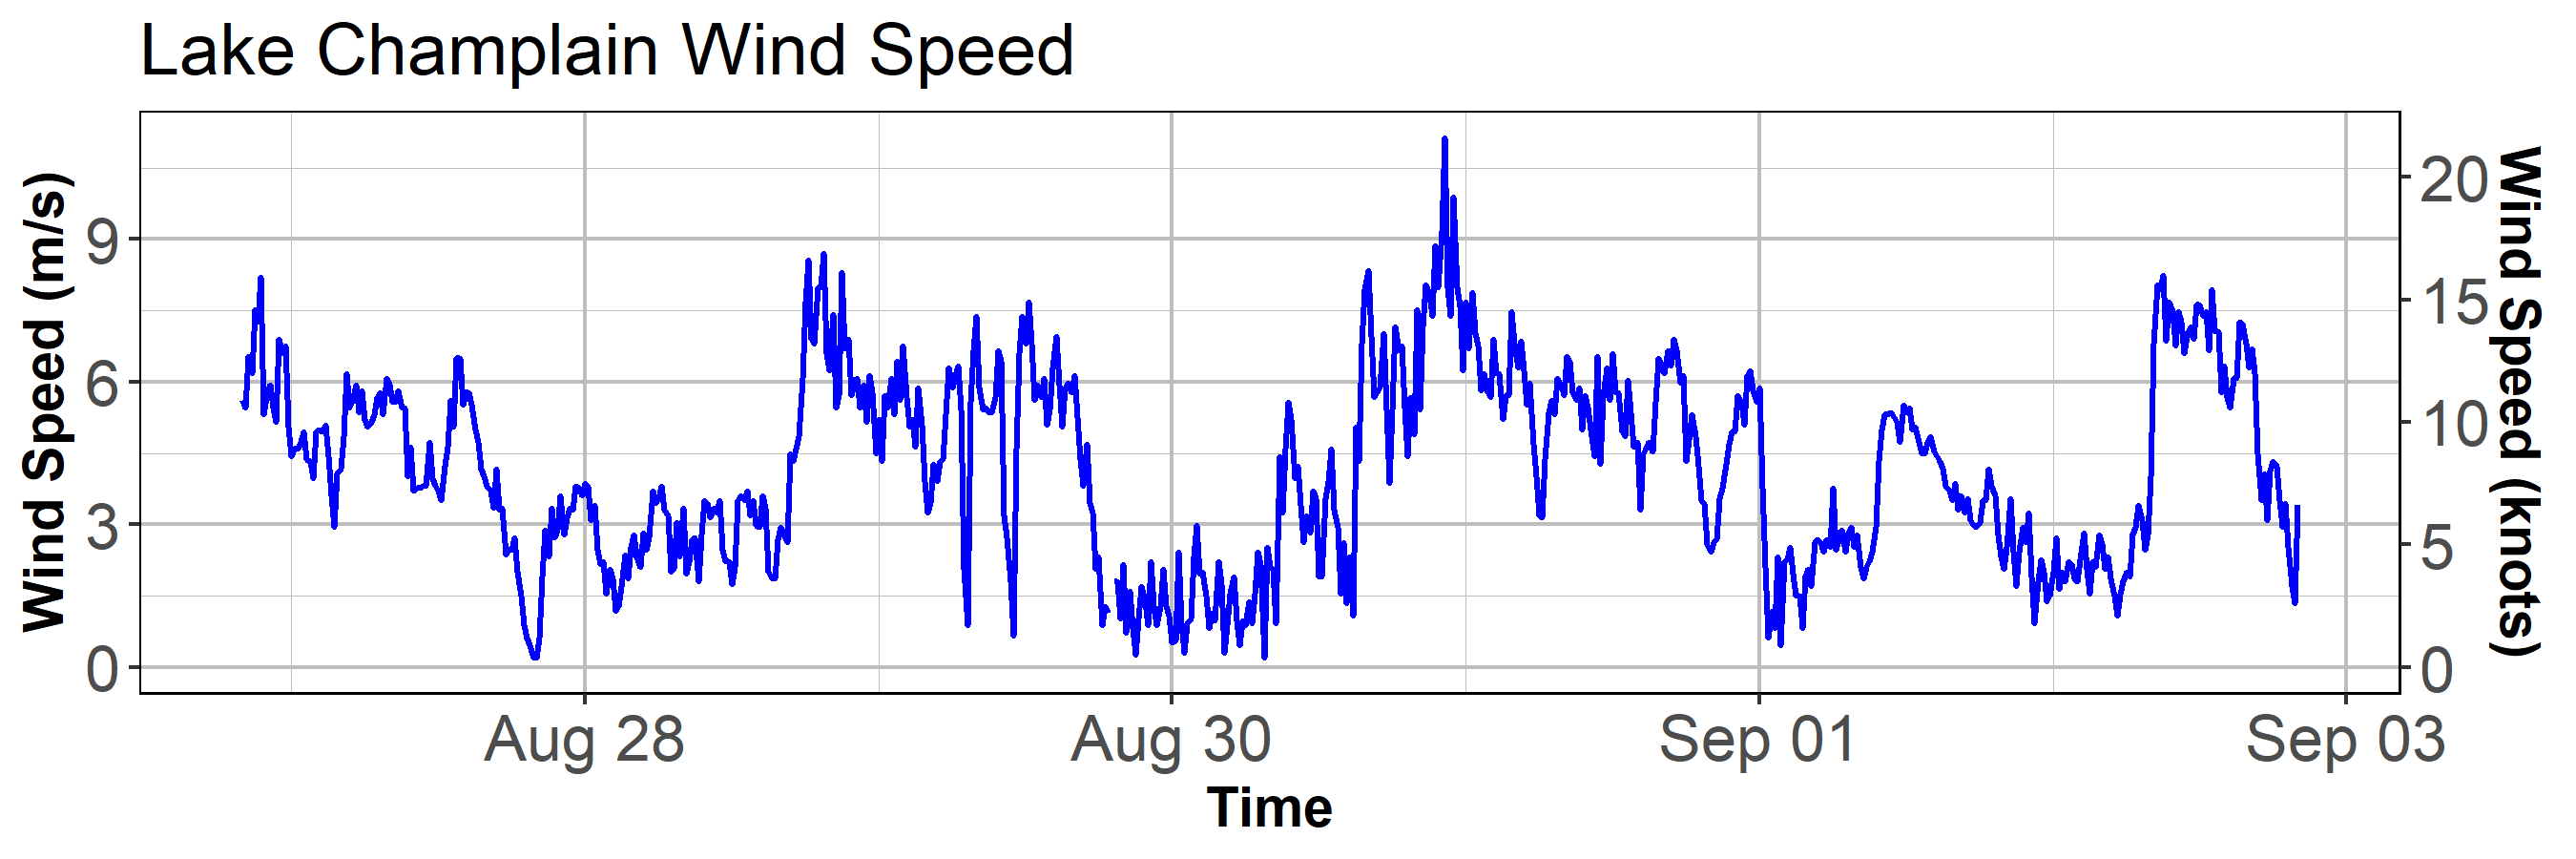 Lake Champlain Wind Speed
Wind Speed (m/s)
9
6
3
0
20
15
10
5
0
Wind Speed (knots)
Aug 28
Aug 30
Sep 01
Sep 03
Time